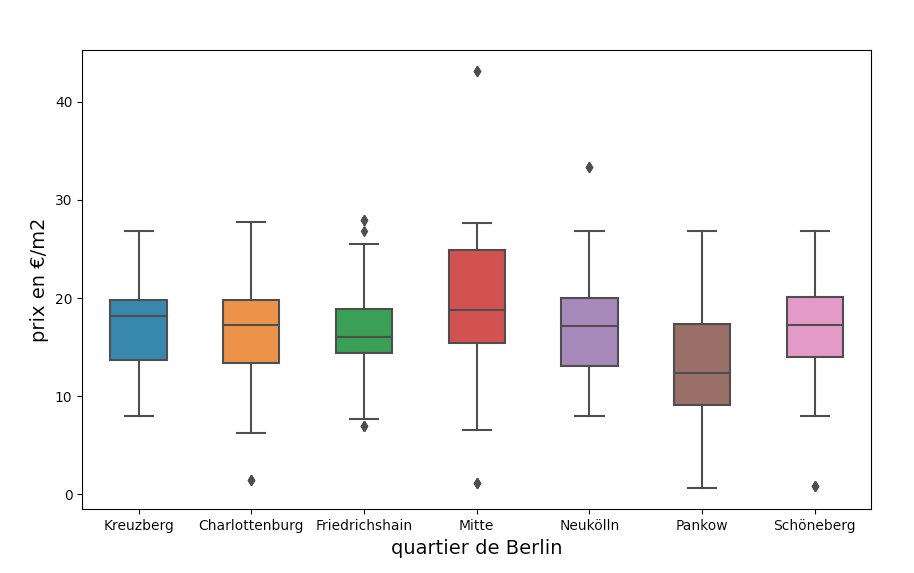 prix en €/m2
40
30
20
10
0
Kreuzberg Charlottenburg Friedrichshain Mitte Neukölln Pankow Schöneberg
quartier de Berlin